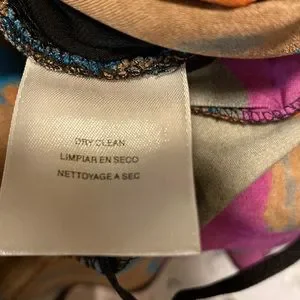 DRY CLEAN
LIMPIAR EN SECO
NETTOYAGE A SEC